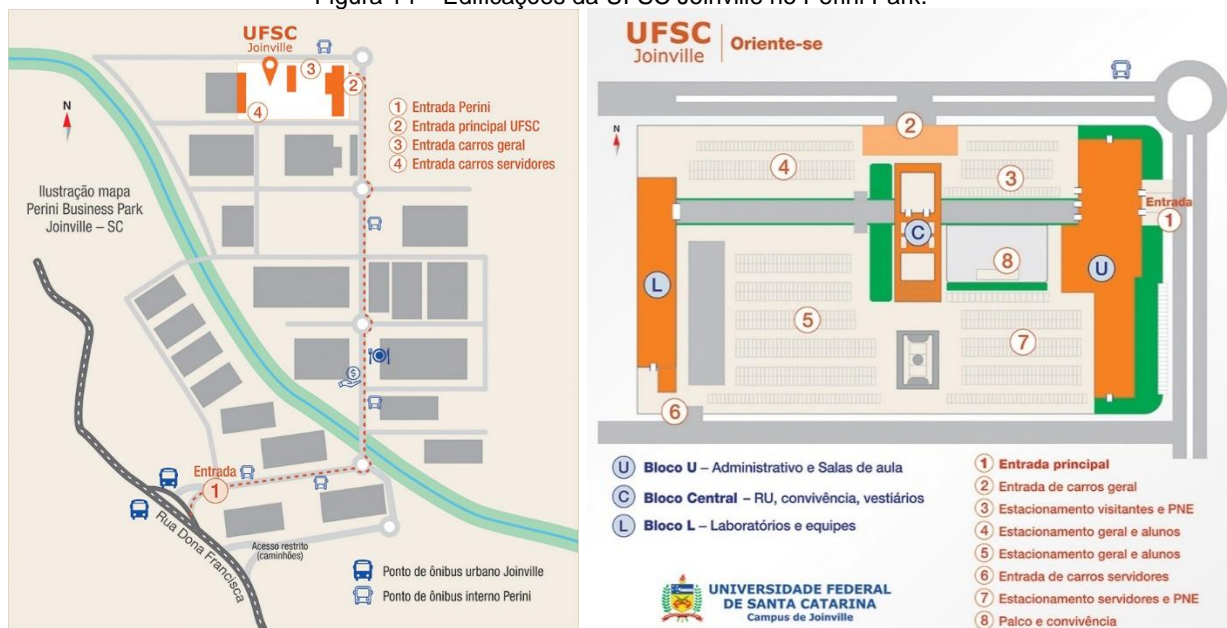 Figura 14 – Edificações da UFSC Joinville no Perini Park.
UFSC
Joinville
3
2
4
N
1 Entrada Perini
2 Entrada principal UFSC
3 Entrada carros geral
4 Entrada carros servidores
Ilustração mapa
Perini Business Park
Joinville – SC
Entrada
1
Rua Dona Francisca
Acesso restrito
(caminhões)
Ponto de ônibus urbano Joinville
Ponto de ônibus interno Perini
UFSC
Joinville
Oriente-se
N
2
4
3
Entrada
1
C
8
U
L
5
7
6
U Bloco U – Administrativo e Salas de aula
C Bloco Central – RU, convivência, vestiários
L Bloco L – Laboratórios e equipes
1 Entrada principal
2 Entrada de carros geral
3 Estacionamento visitantes e PNE
4 Estacionamento geral e alunos
5 Estacionamento geral e alunos
6 Entrada de carros servidores
7 Estacionamento servidores e PNE
8 Palco e convivência
UNIVERSIDADE FEDERAL
DE SANTA CATARINA
Campus de Joinville